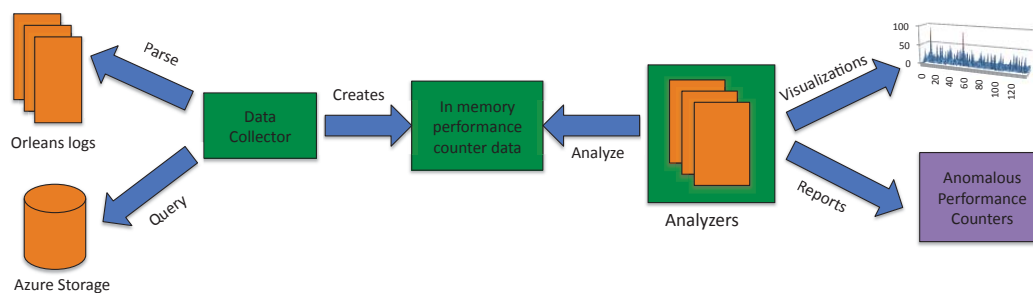 Parse
Orleans logs
Data
Collector
Query
Azure Storage
Creates
In memory
performance
counter data
Analyze
Analyzers
Visualizations
100
50
0
0
20
40
60
80
100
120
Reports
Anomalous
Performance
Counters